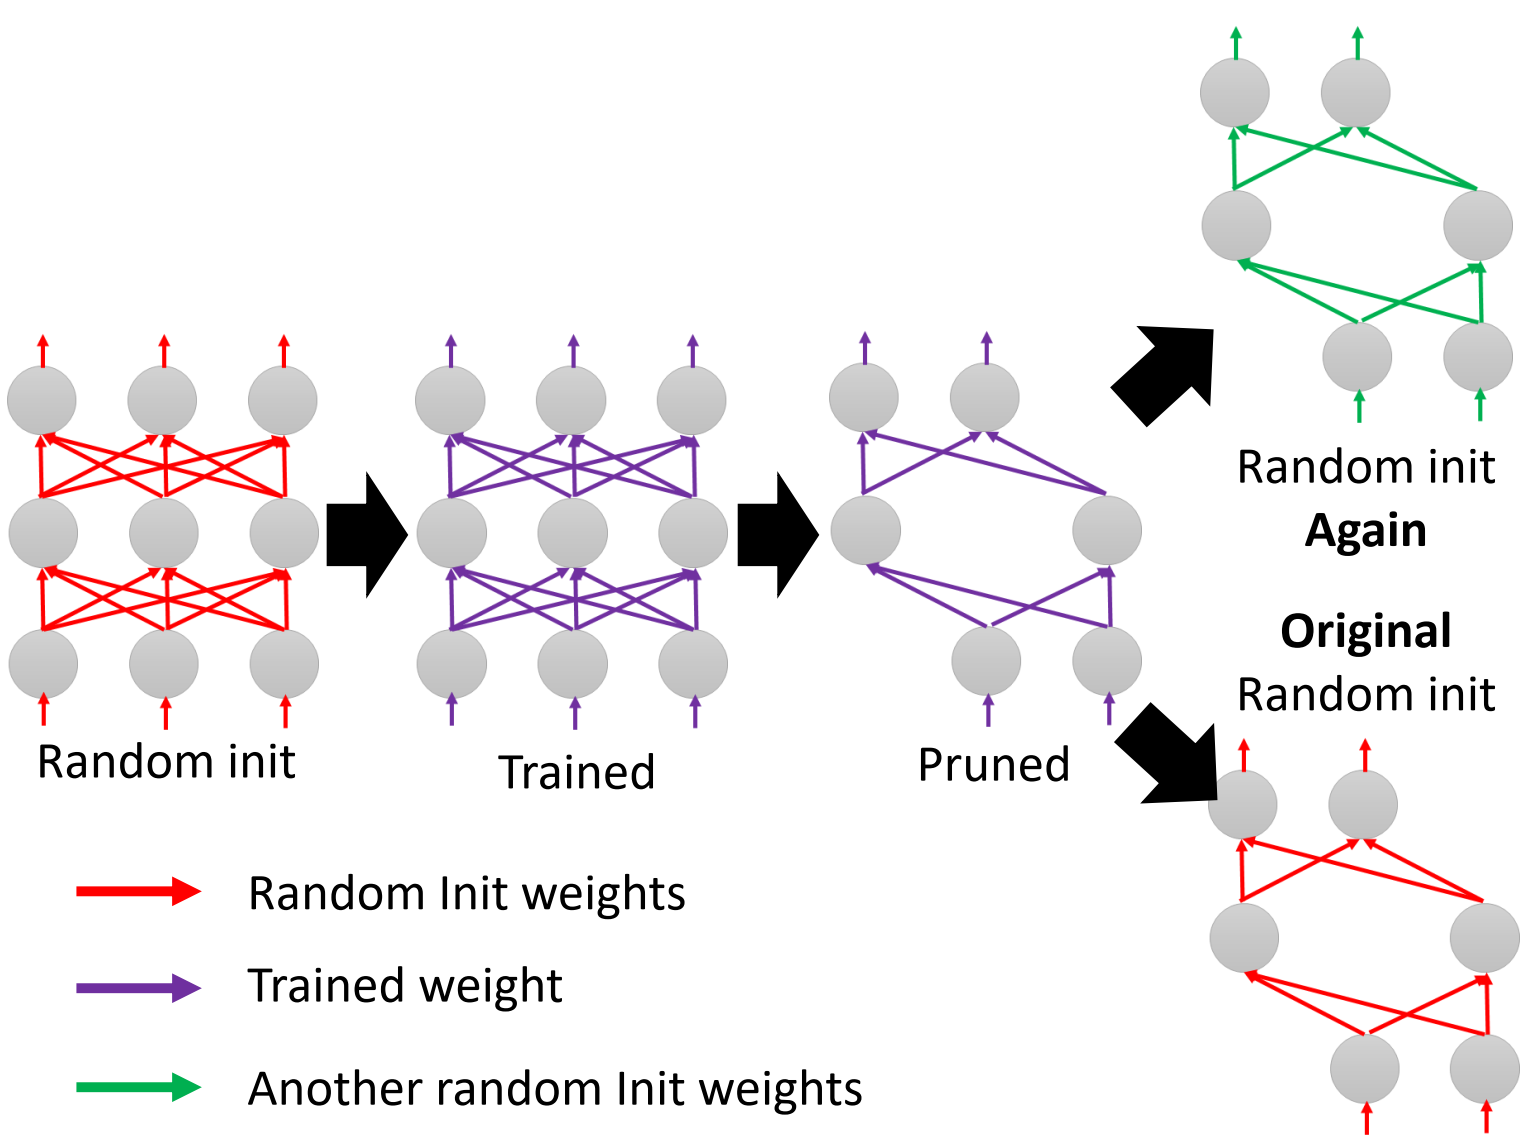 Random init
Trained
Pruned
Random init
Again
Original
Random init
Random Init weights
Trained weight
Another random Init weights